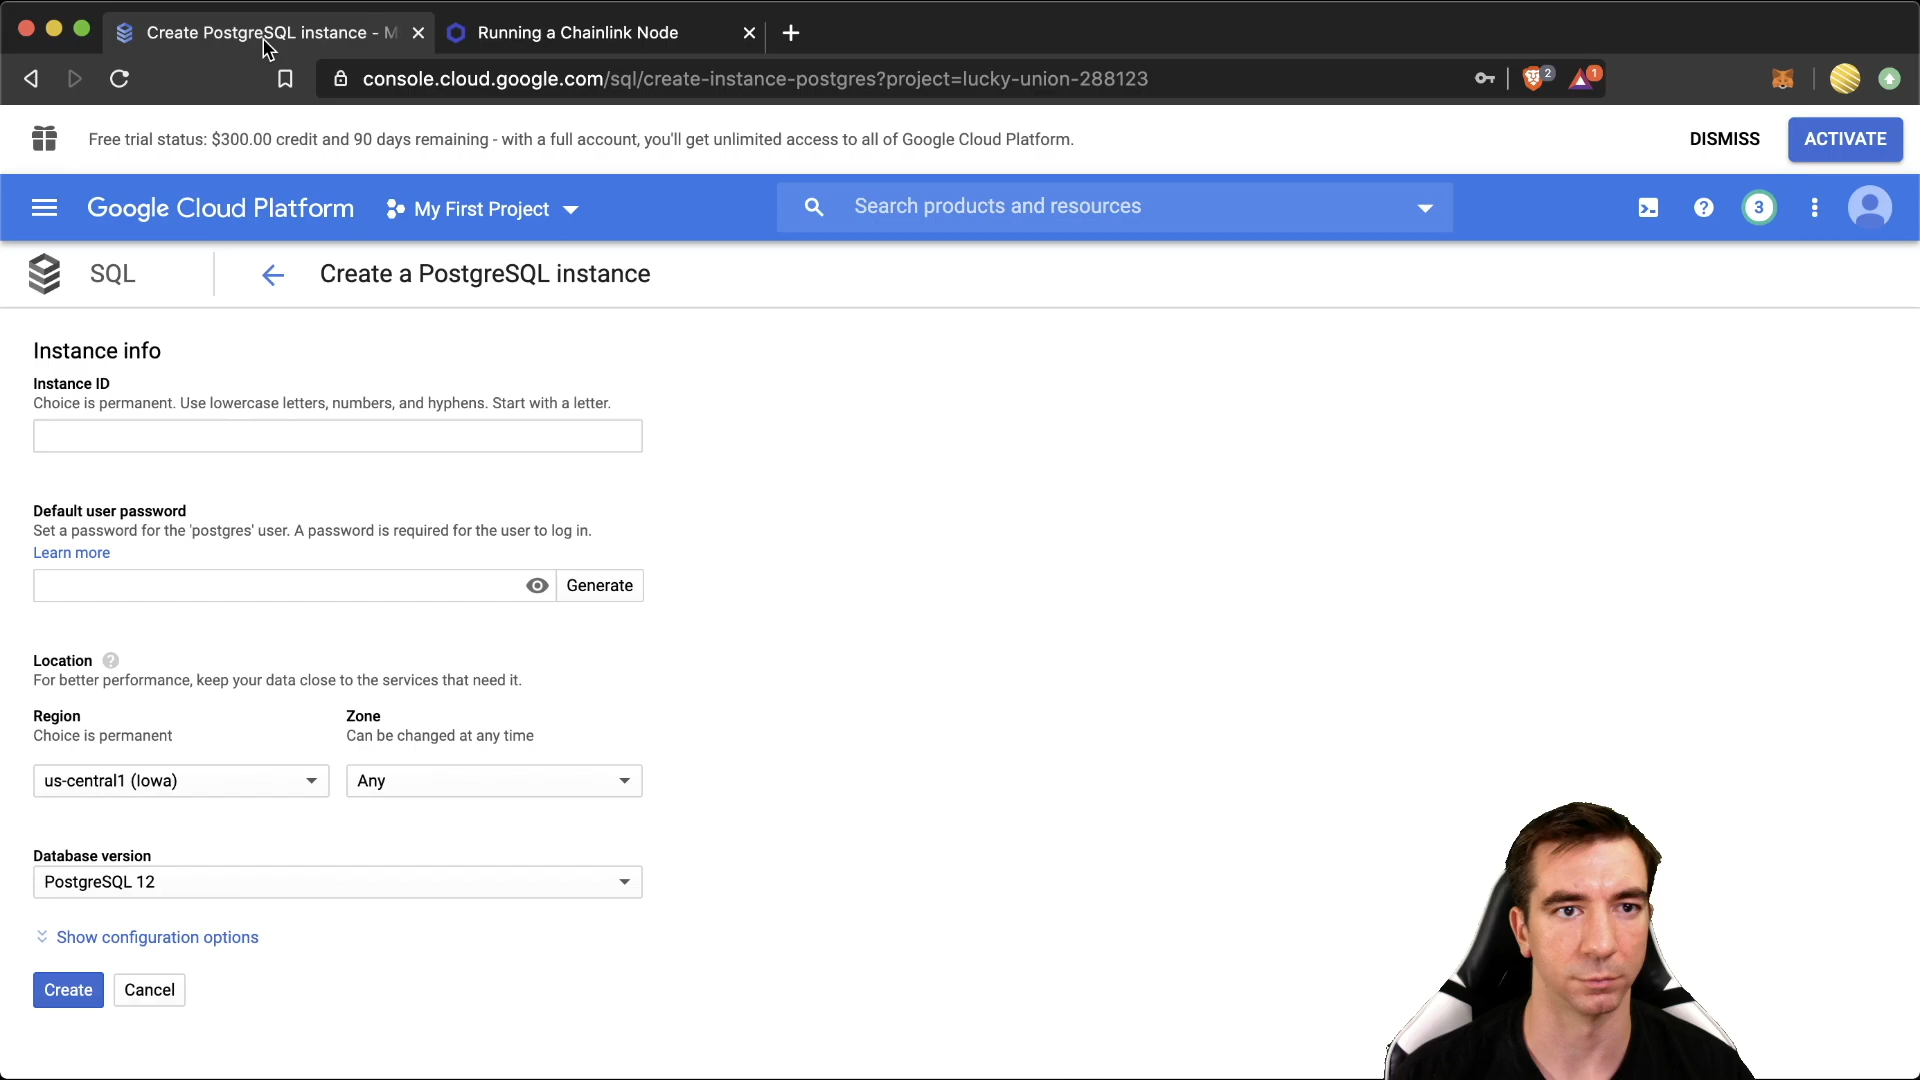 Create PostgreSQL instance - M
Running a Chainlink Node
console.cloud.google.com/sql/create-instance-postgres?project=lucky-union-288123
2
1
Free trial status: $300.00 credit and 90 days remaining - with a full account, you'll get unlimited access to all of Google Cloud Platform.
DISMISS
ACTIVATE
Google Cloud Platform
My First Project
Search products and resources
3
SQL
Create a PostgreSQL instance
Instance info
Instance ID
Choice is permanent. Use lowercase letters, numbers, and hyphens. Start with a letter.
Default user password
Set a password for the 'postgres' user. A password is required for the user to log in.
Learn more
Generate
Location
For better performance, keep your data close to the services that need it.
Region
Choice is permanent
Zone
Can be changed at any time
us-central1 (Iowa)
Any
Database version
PostgreSQL 12
Show configuration options
Create
Cancel